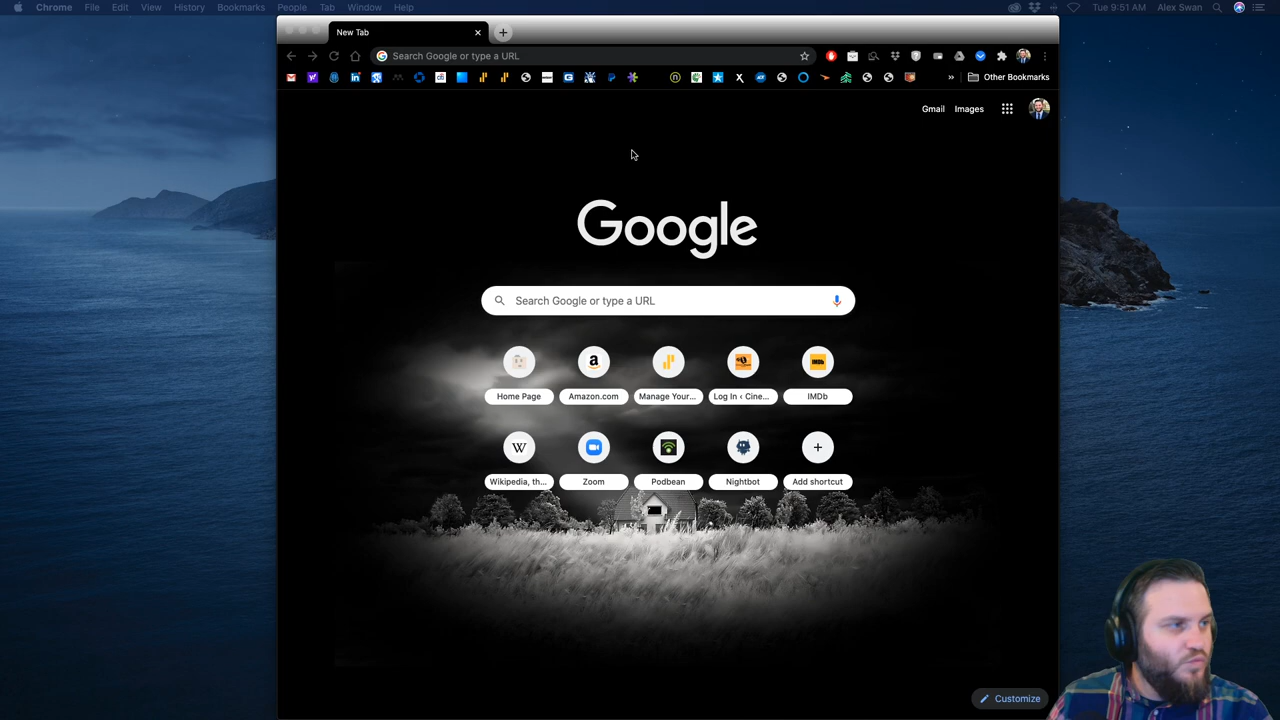 Chrome File Edit View History Bookmarks People Tab Window Help
Tue 9:51 AM Alex Swan
New Tab
Search Google or type a URL
Other Bookmarks
Gmail Images
Google
Search Google or type a URL
Home Page Amazon.com Manage Your... Log In ‹ Cine... IMDb
Wikipedia, th... Zoom Podbean Nightbot Add shortcut
Customize